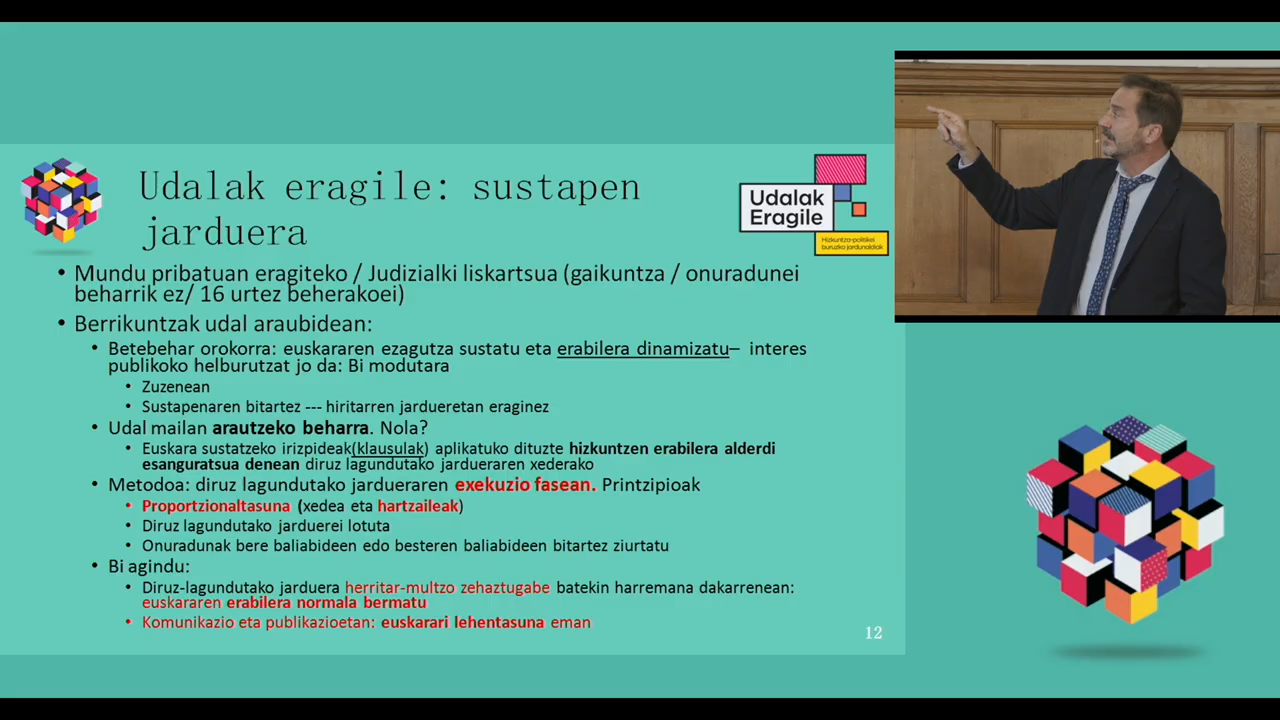 Udalak eragile: sustapen
jarduera
Udalak
Eragile
Hizkuntza-politikei
buruzko jardunaldiak
• Mundu pribatuan eragiteko / Judizialki liskartsua (gaikuntza / onuradunei
beharrik ez/ 16 urtez beherakoei)
• Berrikuntzak udal araubidean:
• Betebehar orokorra: euskararen ezagutza sustatu eta erabilera dinamizatu– interes
publikoko helburutzat jo da: Bi modutara
• Zuzenean
• Sustapenaren bitartez --- hiritarren jardueretan eraginez
• Udal mailan arautzeko beharra. Nola?
• Euskara sustatzeko irizpideak(klausulak) aplikatuko dituzte hizkuntzen erabilera alderdi
esanguratsua denean diruz lagundutako jardueraren xederako
• Metodoa: diruz lagundutako jardueraren exekuzio fasean. Printzipioak
• Proportzionaltasuna (xedea eta hartzaileak)
• Diruz lagundutako jarduerei lotuta
• Onuradunak bere baliabideen edo besteren baliabideen bitartez ziurtatu
• Bi agindu:
• Diruz-lagundutako jarduera herritar-multzo zehaztugabe batekin harremana dakarrenean:
euskararen erabilera normala bermatu
• Komunikazio eta publikazioetan: euskarari lehentasuna eman
12